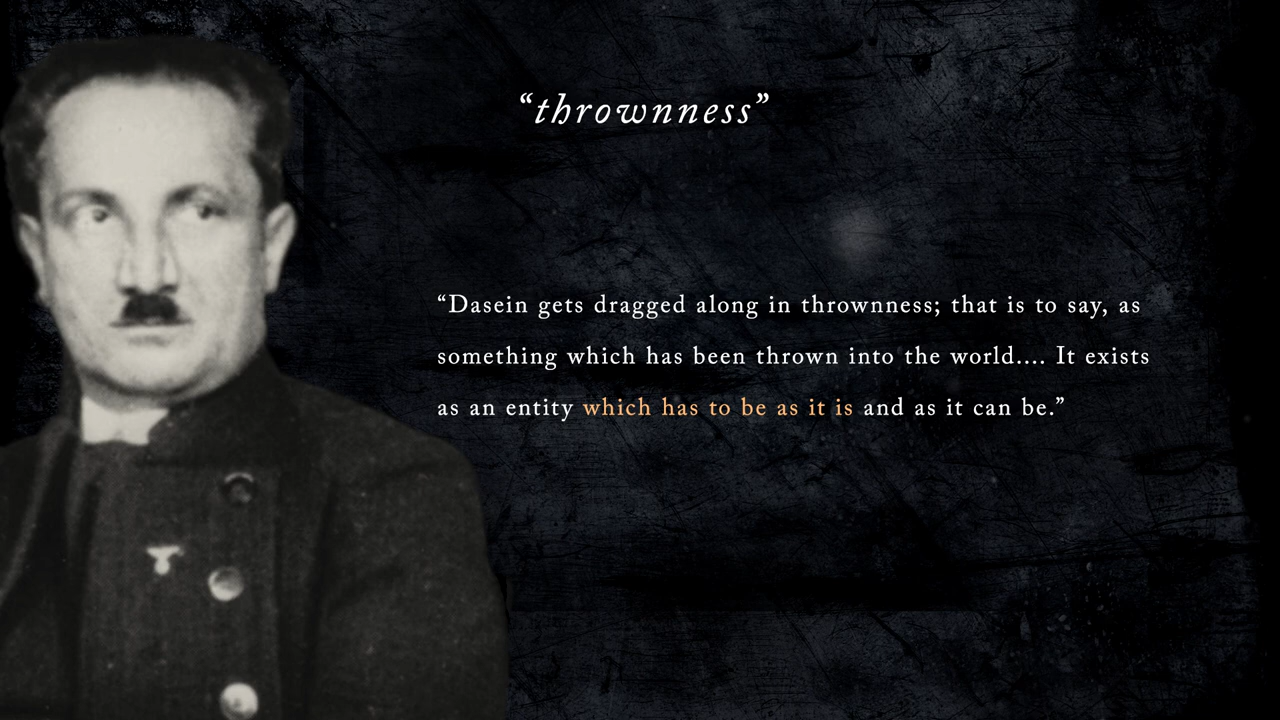 “thrownness”
“Dasein gets dragged along in thrownness; that is to say, as
something which has been thrown into the world.... It exists
as an entity which has to be as it is and as it can be.”